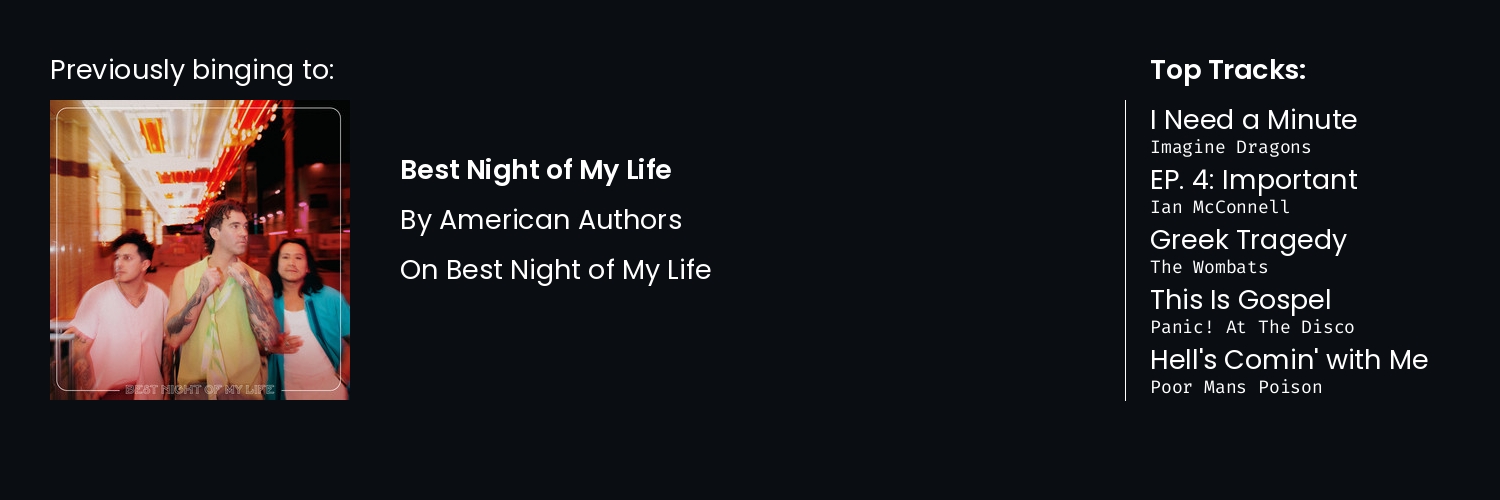 Previously binging to:
BEST NIGHT OF MY LIFE
Best Night of My Life
By American Authors
On Best Night of My Life
Top Tracks:
I Need a Minute
Imagine Dragons
EP. 4: Important
Ian McConnell
Greek Tragedy
The Wombats
This Is Gospel
Panic! At The Disco
Hell's Comin' with Me
Poor Mans Poison